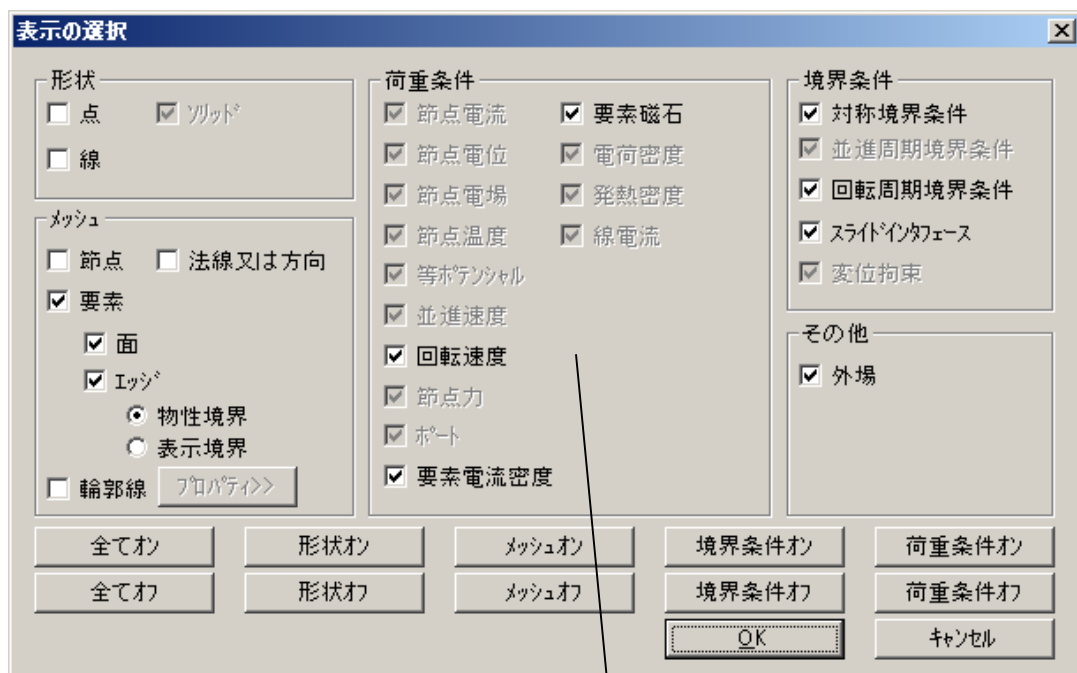 表示の選択
形状
点 ソリッド
線
メッシュ
節点 法線又は方向
要素
面
エッジ
物性境界
表示境界
輪郭線 プロパティ>>
荷重条件
節点電流 要素磁石
節点電位 電荷密度
節点電場 発熱密度
節点温度 線電流
等ポテンシャル
並進速度
回転速度
節点力
ポート
要素電流密度
境界条件
対称境界条件
並進周期境界条件
回転周期境界条件
スライドインタフェース
変位拘束
その他
外場
全てオン 形状オン メッシュオン 境界条件オン 荷重条件オン
全てオフ 形状オフ メッシュオフ 境界条件オフ 荷重条件オフ
OK キャンセル